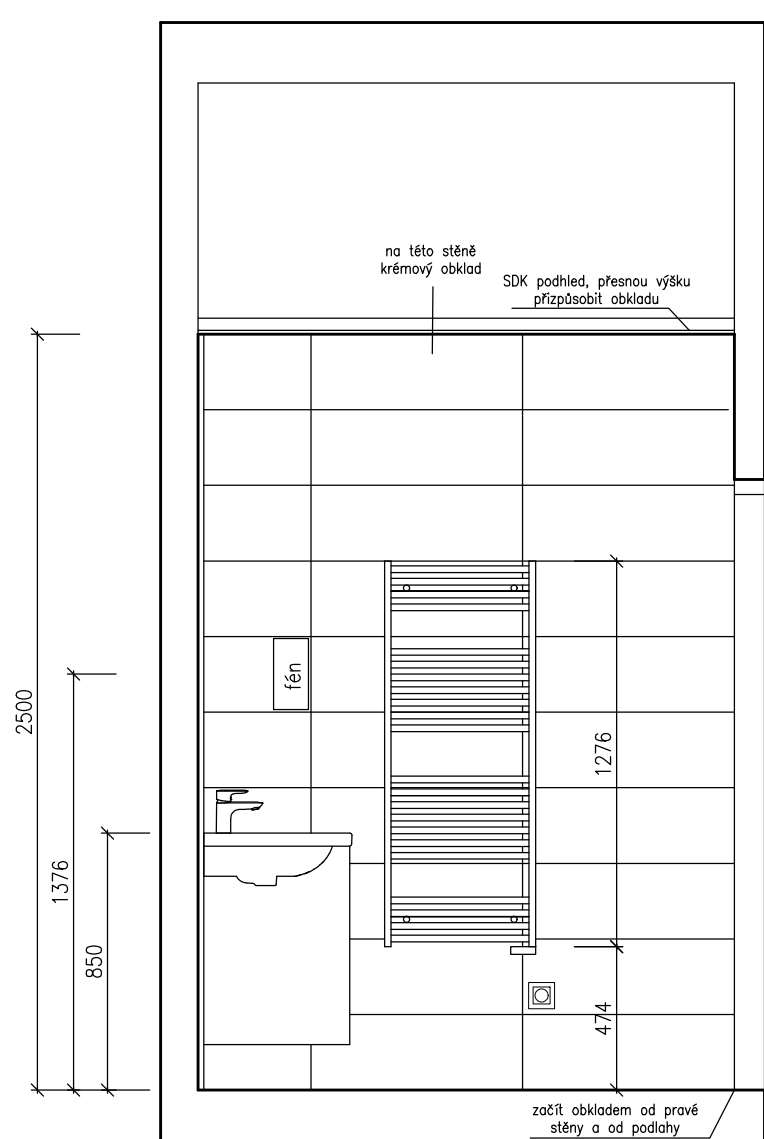 na této stěně
krémový obklad
SDK podhled, přesnou výšku
přizpůsobit obkladu
fén
2500
1376
850
1276
474
začít obkladem od pravé
stěny a od podlahy